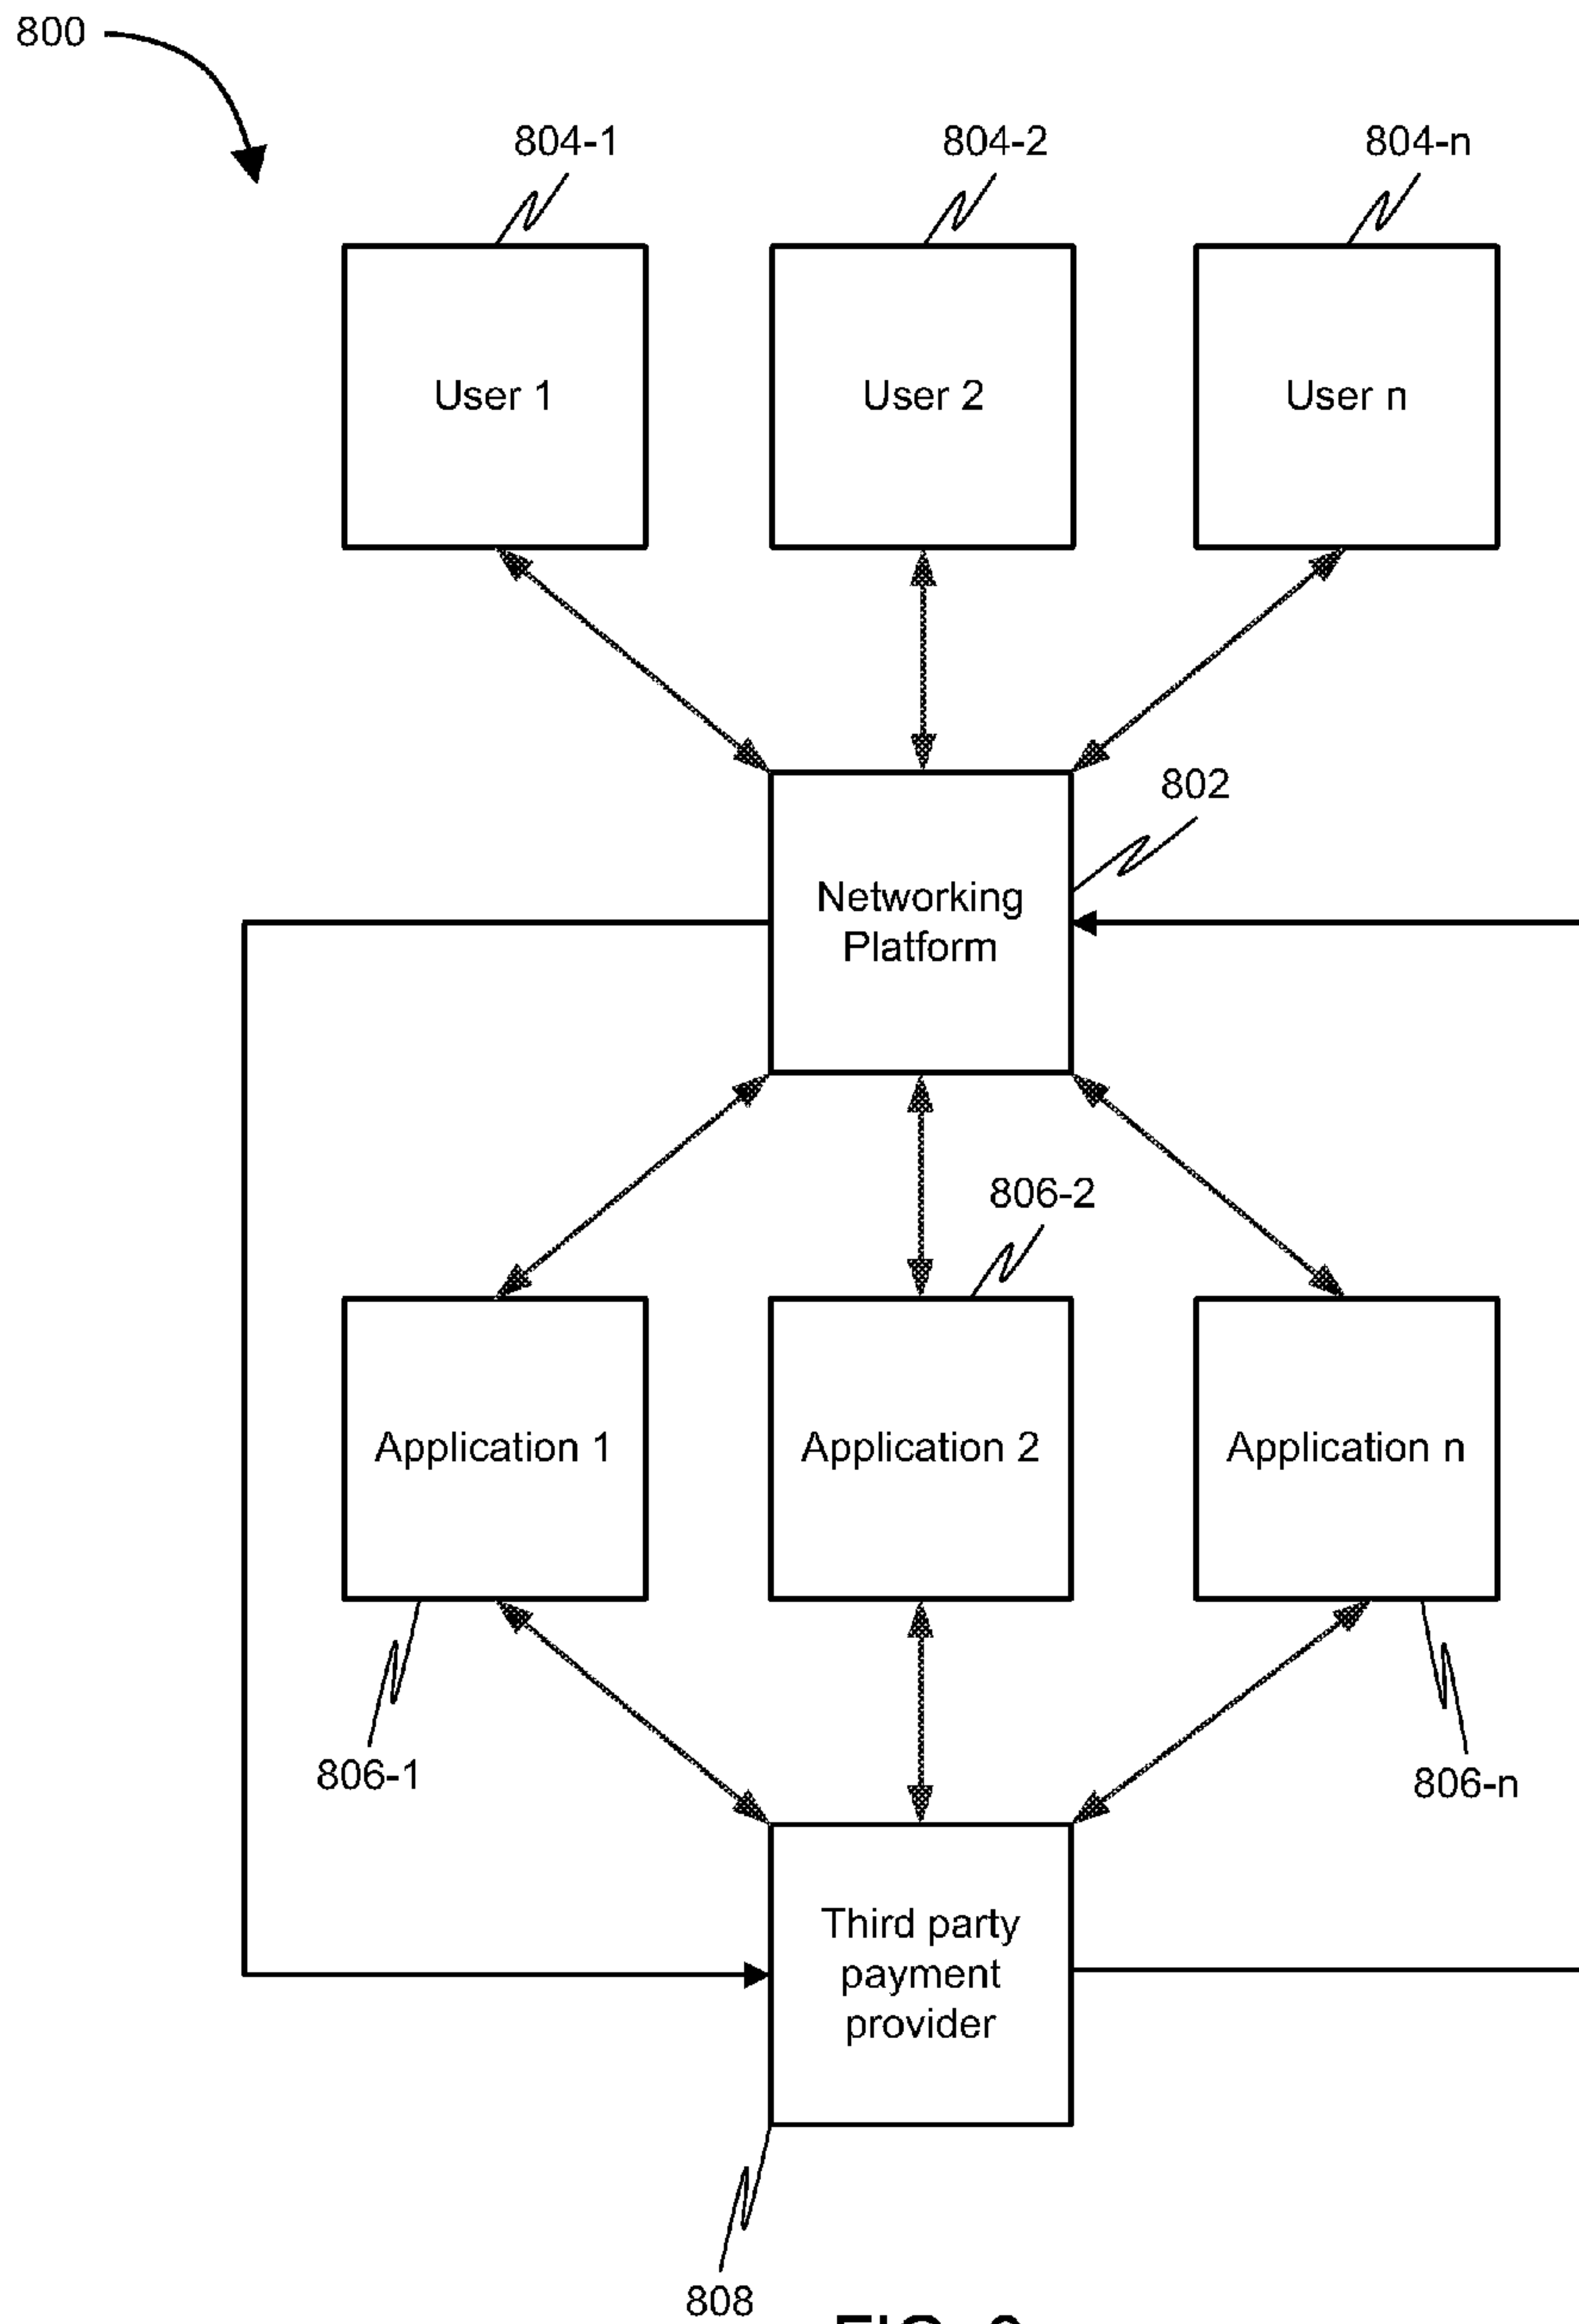 800
804-1
804-2
804-n
User 1
User 2
User n
802
Networking
Platform
806-2
Application 1
Application 2
Application n
806-1
806-n
Third party
payment
provider
808